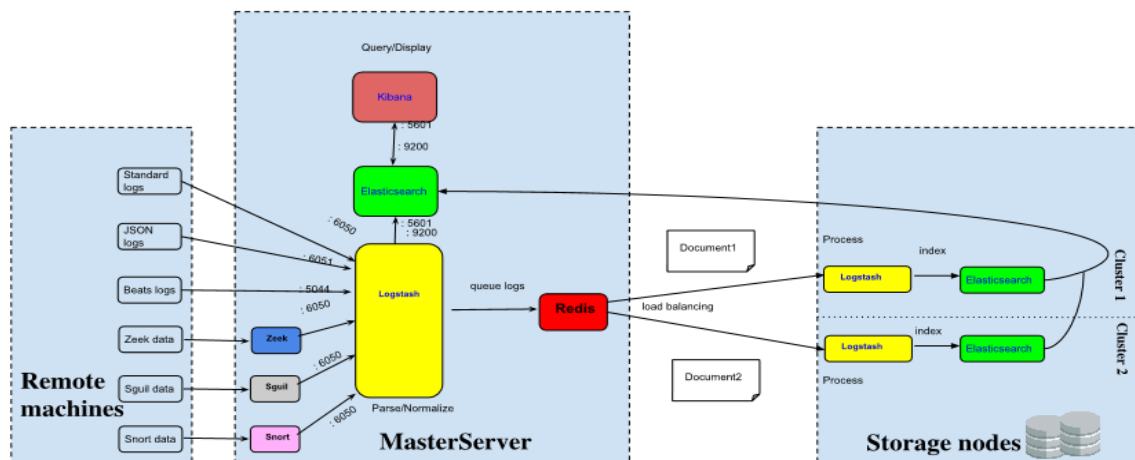 Query/Display
Kibana
: 5601
: 9200
Elasticsearch
: 5601
: 9200
Standard
logs
: 6050
JSON
logs
: 6051
Beats logs
: 5044
: 6050
Logstash
Zeek data
Zeek
Sguil data
Sguil
: 6050
Snort data
Snort
: 6050
Parse/Normalize
Remote
machines
MasterServer
queue logs
Redis
load balancing
Document1
Document2
Process
Logstash
index
Elasticsearch
Cluster 1
index
Logstash
Elasticsearch
Cluster 2
Process
Storage nodes